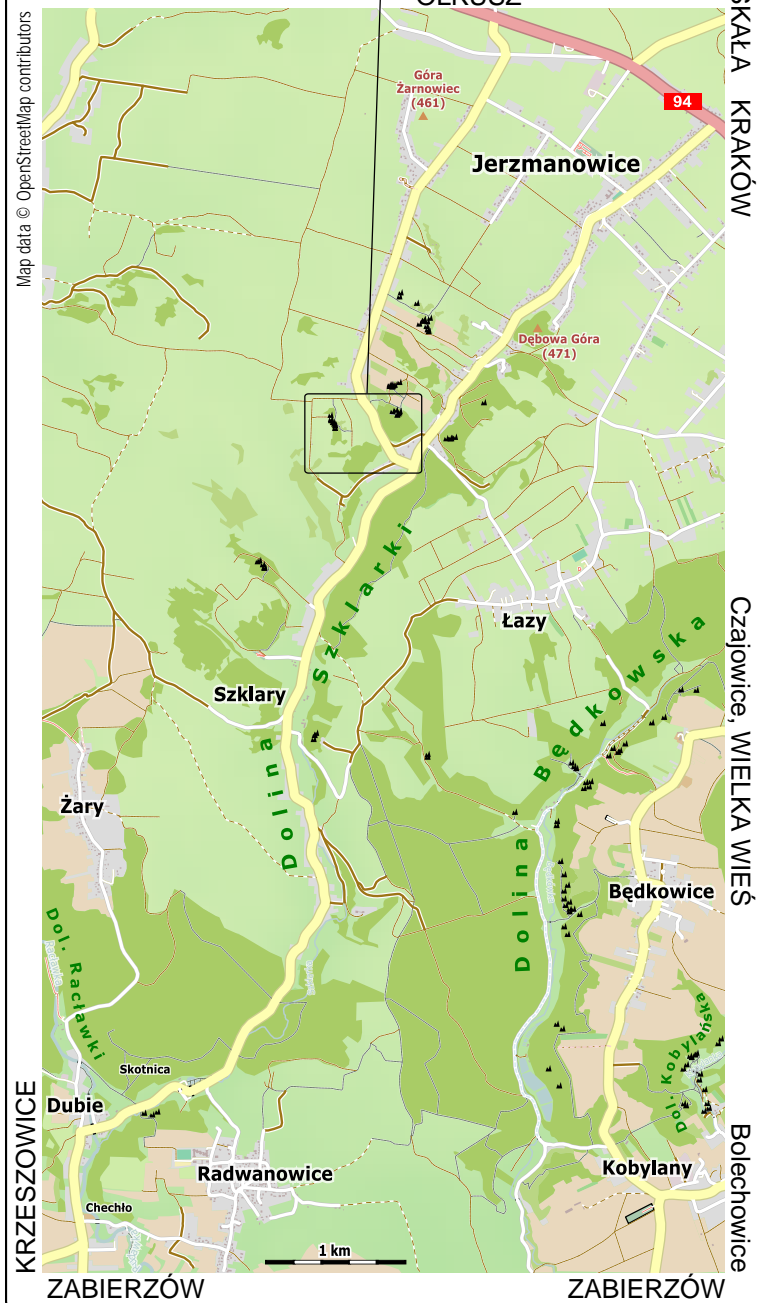 OLKUSZ
SKAŁA KRAKÓW
Map data © OpenStreetMap contributors
Góra
Żarnowiec
(461)
94
Jerzmanowice
Dębowa Góra
(471)
Dolina Szklarki
Łazy
Czajowice, WIELKA WIEŚ
Szklary
Dolina Będkowska
Żary
Będkowice
Dol. Racławki
Dol. Kobylańska
Skotnica
Dubie
Radwanowice
Kobylany
Bolechowice
KRZESZOWICE
Chechło
1 km
ZABIERZÓW
ZABIERZÓW